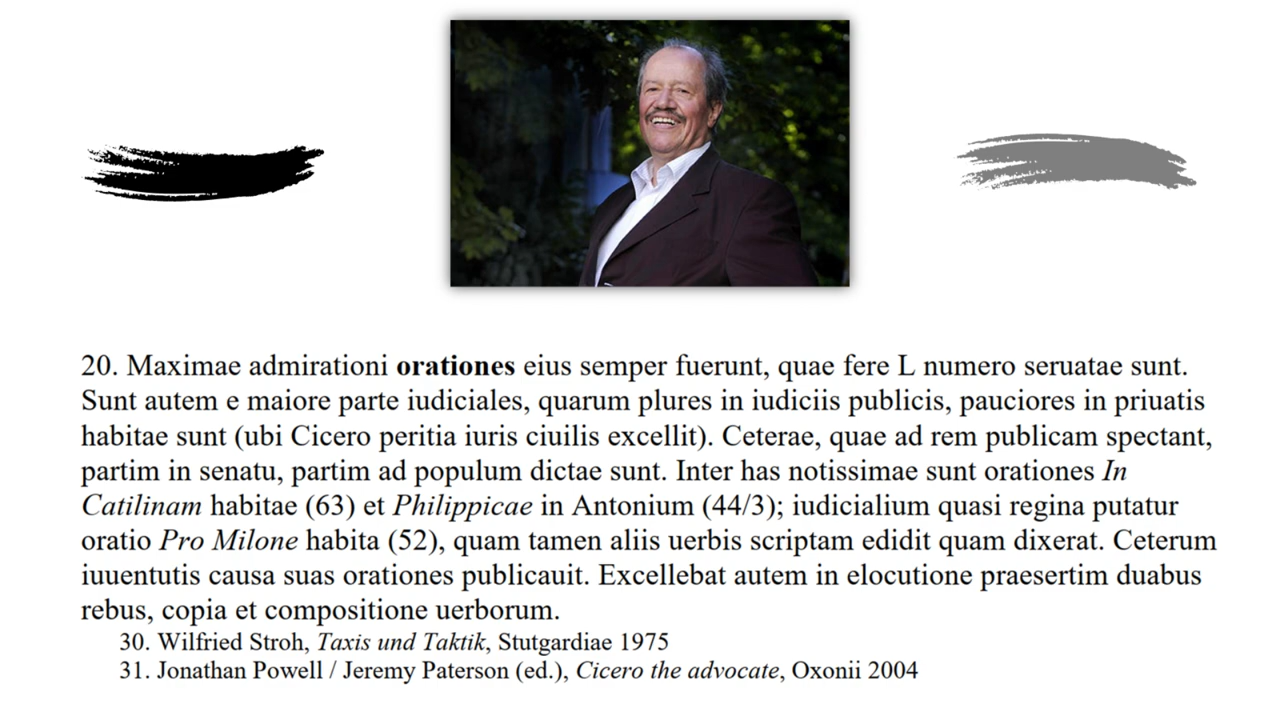 20. Maximae admirationi orationes eius semper fuerunt, quae fere L numero seruatae sunt.
Sunt autem e maiore parte iudiciales, quarum plures in iudiciis publicis, pauciores in priuatis
habitae sunt (ubi Cicero peritia iuris ciuilis excellit). Ceterae, quae ad rem publicam spectant,
partim in senatu, partim ad populum dictae sunt. Inter has notissimae sunt orationes In
Catilinam habitae (63) et Philippicae in Antonium (44/3); iudicialium quasi regina putatur
oratio Pro Milone habita (52), quam tamen aliis uerbis scriptam edidit quam dixerat. Ceterum
iuuentutis causa suas orationes publicauit. Excellebat autem in elocutione praesertim duabus
rebus, copia et compositione uerborum.
30. Wilfried Stroh, Taxis und Taktik, Stutgardiae 1975
31. Jonathan Powell / Jeremy Paterson (ed.), Cicero the advocate, Oxonii 2004